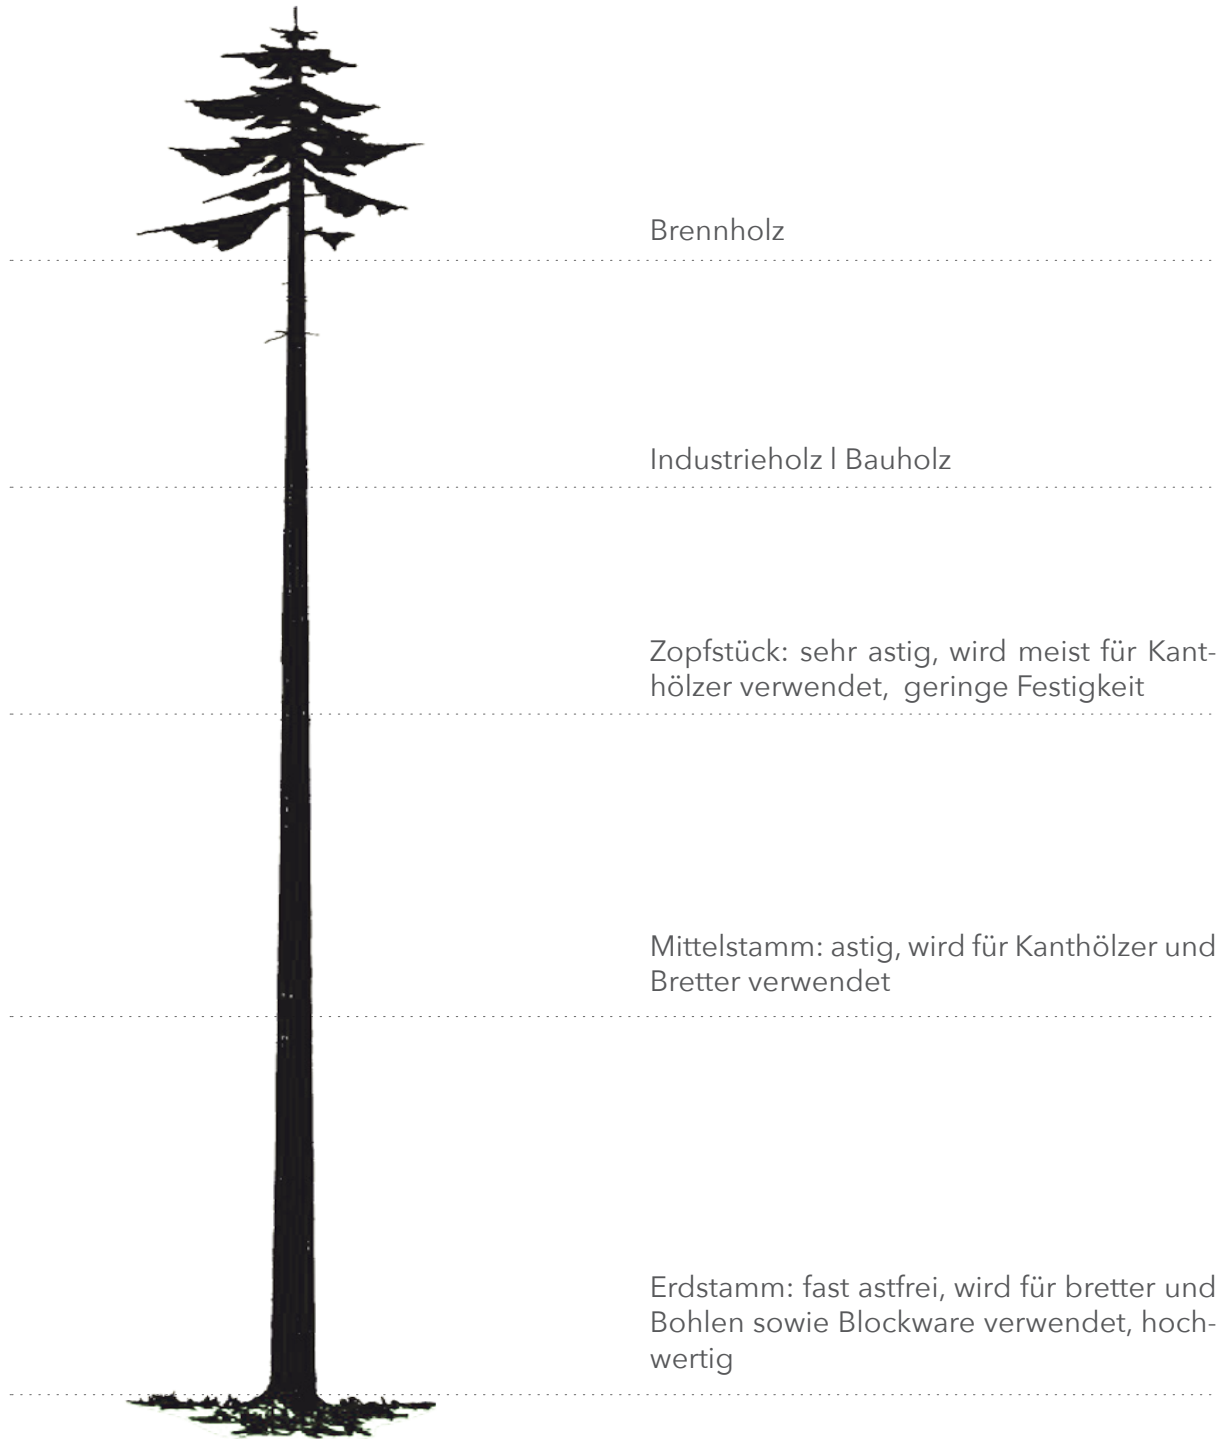 Brennholz
Industrieholz l Bauholz
Zopfstück: sehr astig, wird meist für Kant-
hölzer verwendet, geringe Festigkeit
Mittelstamm: astig, wird für Kanthölzer und
Bretter verwendet
Erdstamm: fast astfrei, wird für bretter und
Bohlen sowie Blockware verwendet, hoch-
wertig